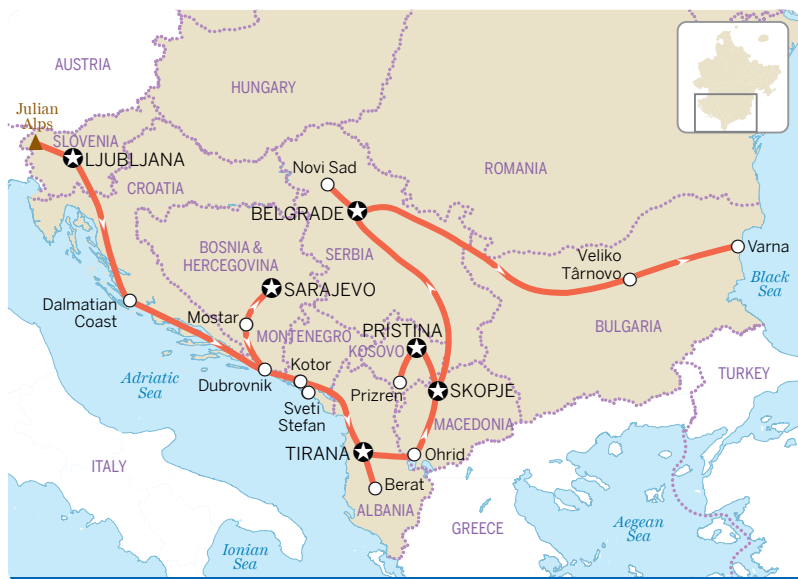 AUSTRIA
HUNGARY
Julian
Alps
SLOVENIA
LJUBLJANA
CROATIA
Novi Sad
ROMANIA
BELGRADE
BOSNIA &
HERCEGOVINA
SERBIA
Veliko
Târnovo
Varna
Black
Sea
SARAJEVO
Dalmatian
Coast
Mostar
MONTENEGRO
PRISTINA
KOSOVO
BULGARIA
Adriatic
Sea
Dubrovnik
Kotor
Sveti
Stefan
Prizren
SKOPJE
TURKEY
MACEDONIA
ITALY
TIRANA
Ohrid
Berat
ALBANIA
GREECE
Aegean
Sea
Ionian
Sea